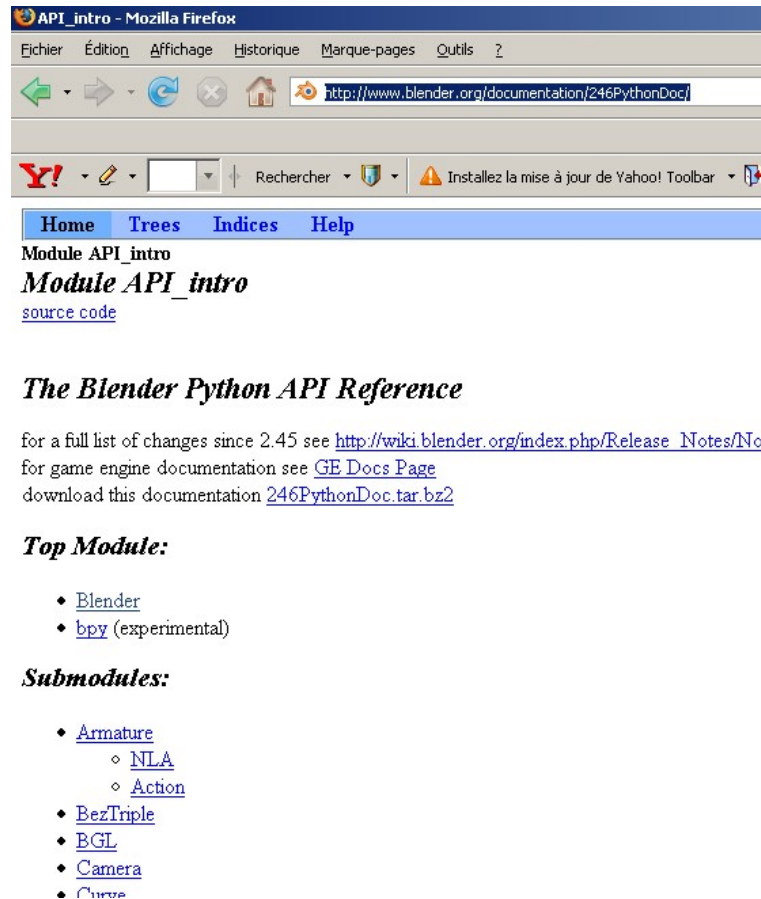 API_intro - Mozilla Firefox
Fichier Édition Affichage Historique Marque-pages Outils ?
http://www.blender.org/documentation/246PythonDoc/
Y! Rechercher Installez la mise à jour de Yahoo! Toolbar
Home Trees Indices Help
Module API_intro
Module API_intro
source code
The Blender Python API Reference
for a full list of changes since 2.45 see http://wiki.blender.org/index.php/Release_Notes/No
for game engine documentation see GE Docs Page
download this documentation 246PythonDoc.tar.bz2
Top Module:
Blender
bpy (experimental)
Submodules:
Armature
NLA
Action
BezTriple
BGL
Camera
Curve